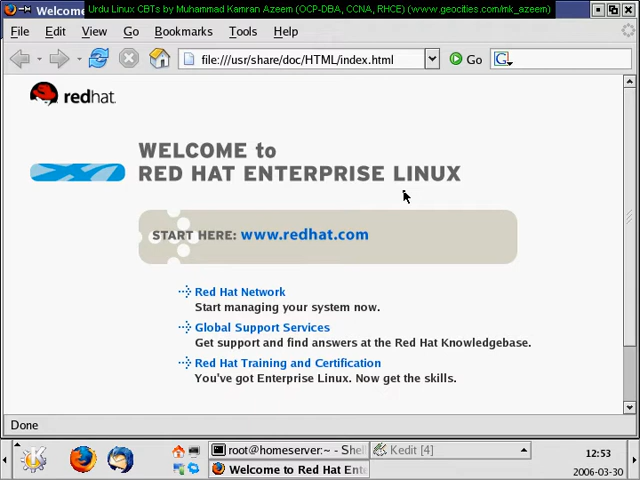 Welcome
Urdu Linux CBTs by Muhammad Kamran Azeem (OCP-DBA, CCNA, RHCE) (www.geocities.com/mk_azeem)
File Edit View Go Bookmarks Tools Help
file:///usr/share/doc/HTML/index.html Go G
redhat.
WELCOME to
RED HAT ENTERPRISE LINUX
START HERE: www.redhat.com
Red Hat Network
Start managing your system now.
Global Support Services
Get support and find answers at the Red Hat Knowledgebase.
Red Hat Training and Certification
You've got Enterprise Linux. Now get the skills.
Done
root@homeserver:~ - Shell
Kedit [4]
12:53
Welcome to Red Hat Ente
2006-03-30